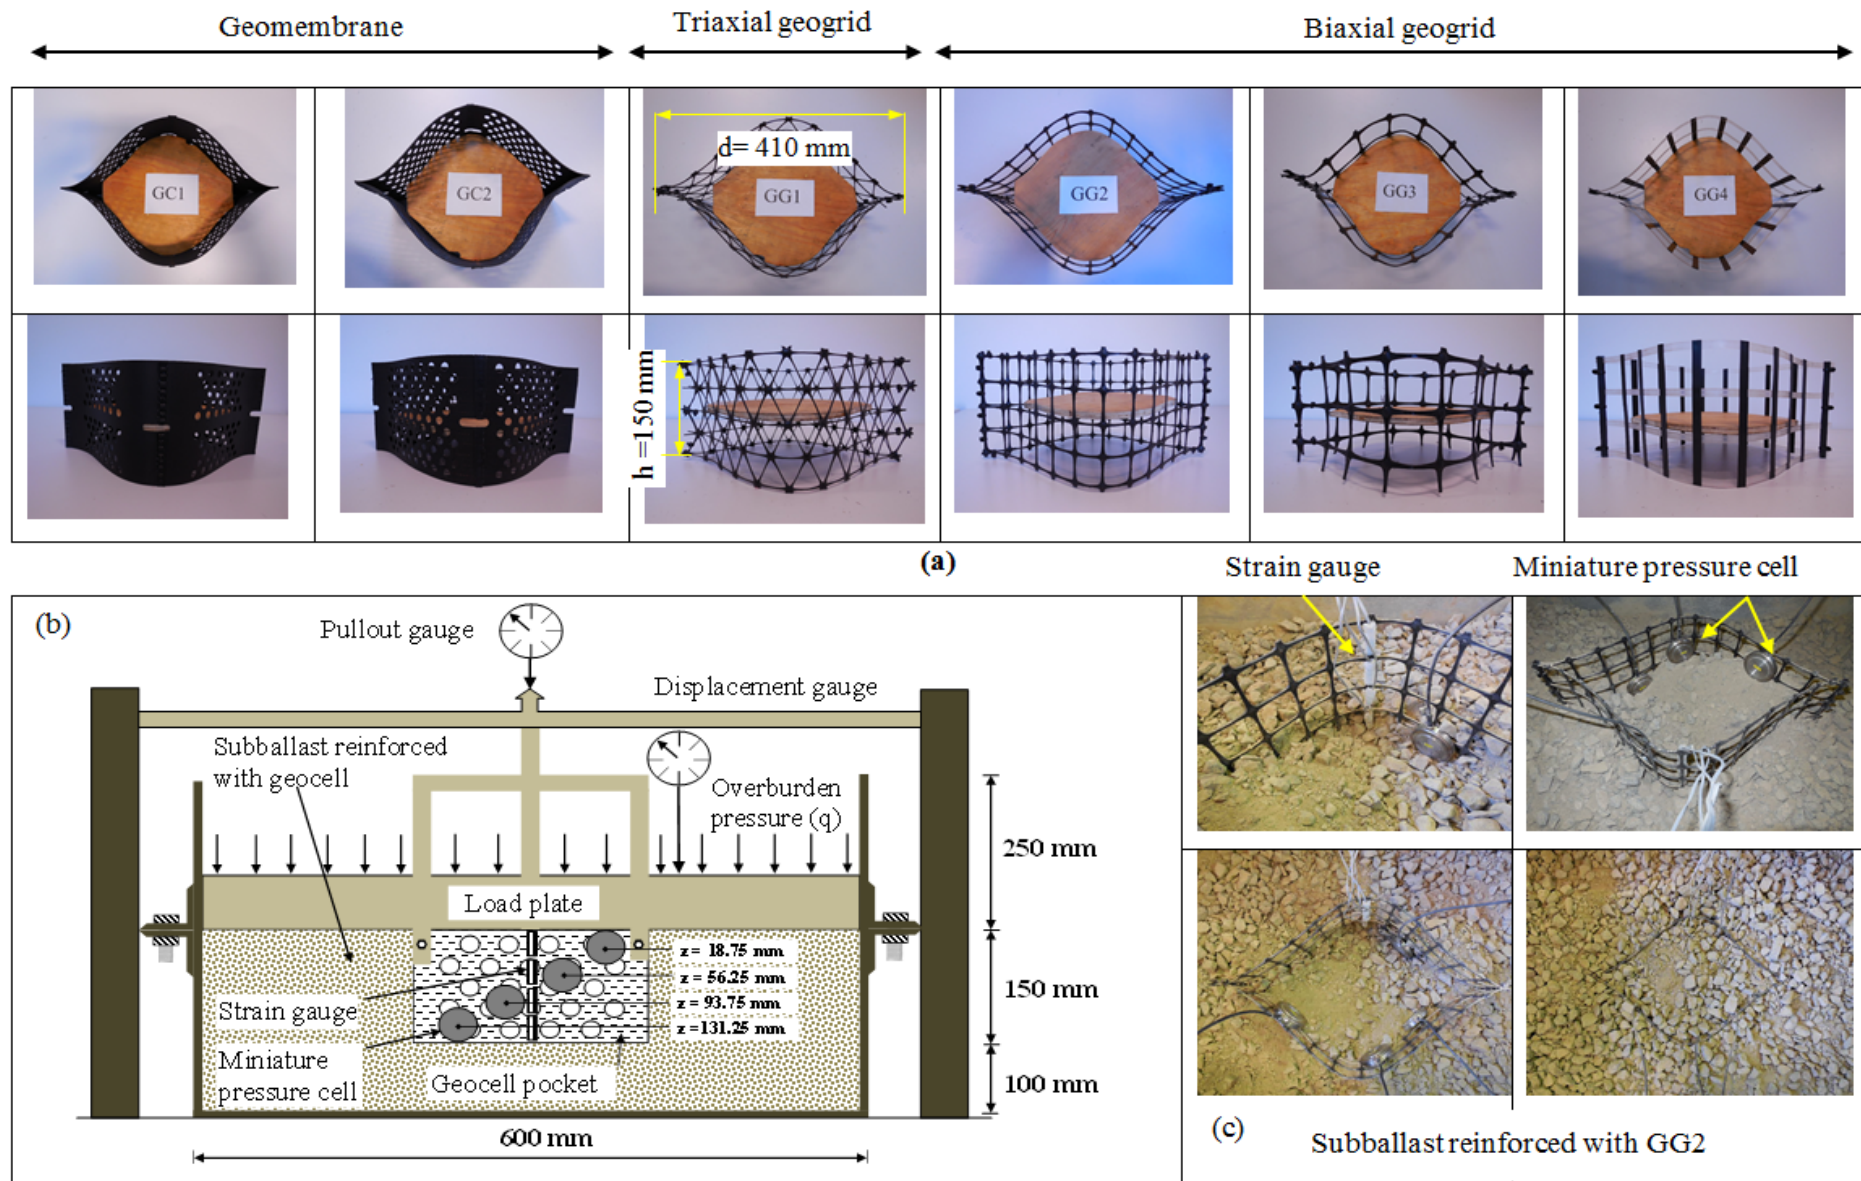 Geomembrane
Triaxial geogrid
Biaxial geogrid
GC1
GC2
d= 410 mm
GG1
GG2
GG3
GG4
h =150 mm
(a)
Strain gauge
Miniature pressure cell
(b)
Pullout gauge
Displacement gauge
Subballast reinforced
with geocell
Overburden
pressure (q)
250 mm
Load plate
z = 18.75 mm
z = 56.25 mm
z = 93.75 mm
z =131.25 mm
150 mm
Strain gauge
Miniature
pressure cell
Geocell pocket
100 mm
600 mm
(c)
Subballast reinforced with GG2